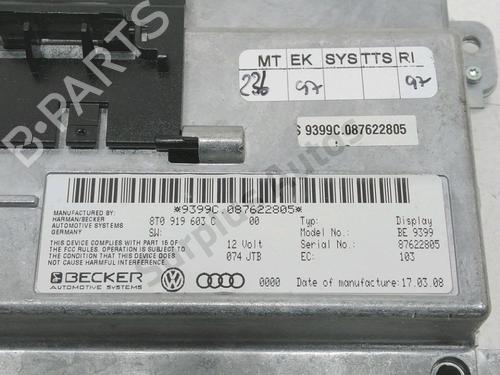 MT EK SYS TTS RI
236 97 97
S 9399C.087622805
B-PARTS
*9399C.087622805*
MANUFACTURED BY:
HARMAN/BECKER
AUTOMOTIVE SYSTEMS
GERMANY
8T0 919 603 C 00 Typ: Display
SW: Model No.: BE 9399
THIS DEVICE COMPLIES WITH PART 15 OF
THE FCC RULES. OPERATION IS SUBJECT TO
THE CONDITION THAT THIS DEVICE DOES
NOT CAUSE HARMFUL INTERFERENCE.
12 Volt Serial No.: 87622805
074 JTB EC: 103
BECKER
AUTOMOTIVE SYSTEMS
0000 Date of manufacture: 17.03.08